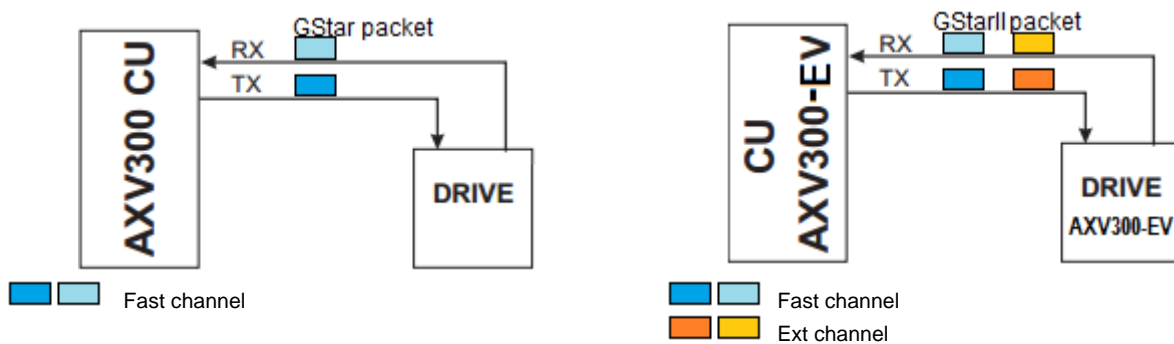 GStar packet
RX
TX
AXV300 CU
DRIVE
Fast channel
GStarII packet
RX
TX
CU
AXV300-EV
DRIVE
AXV300-EV
Fast channel
Ext channel